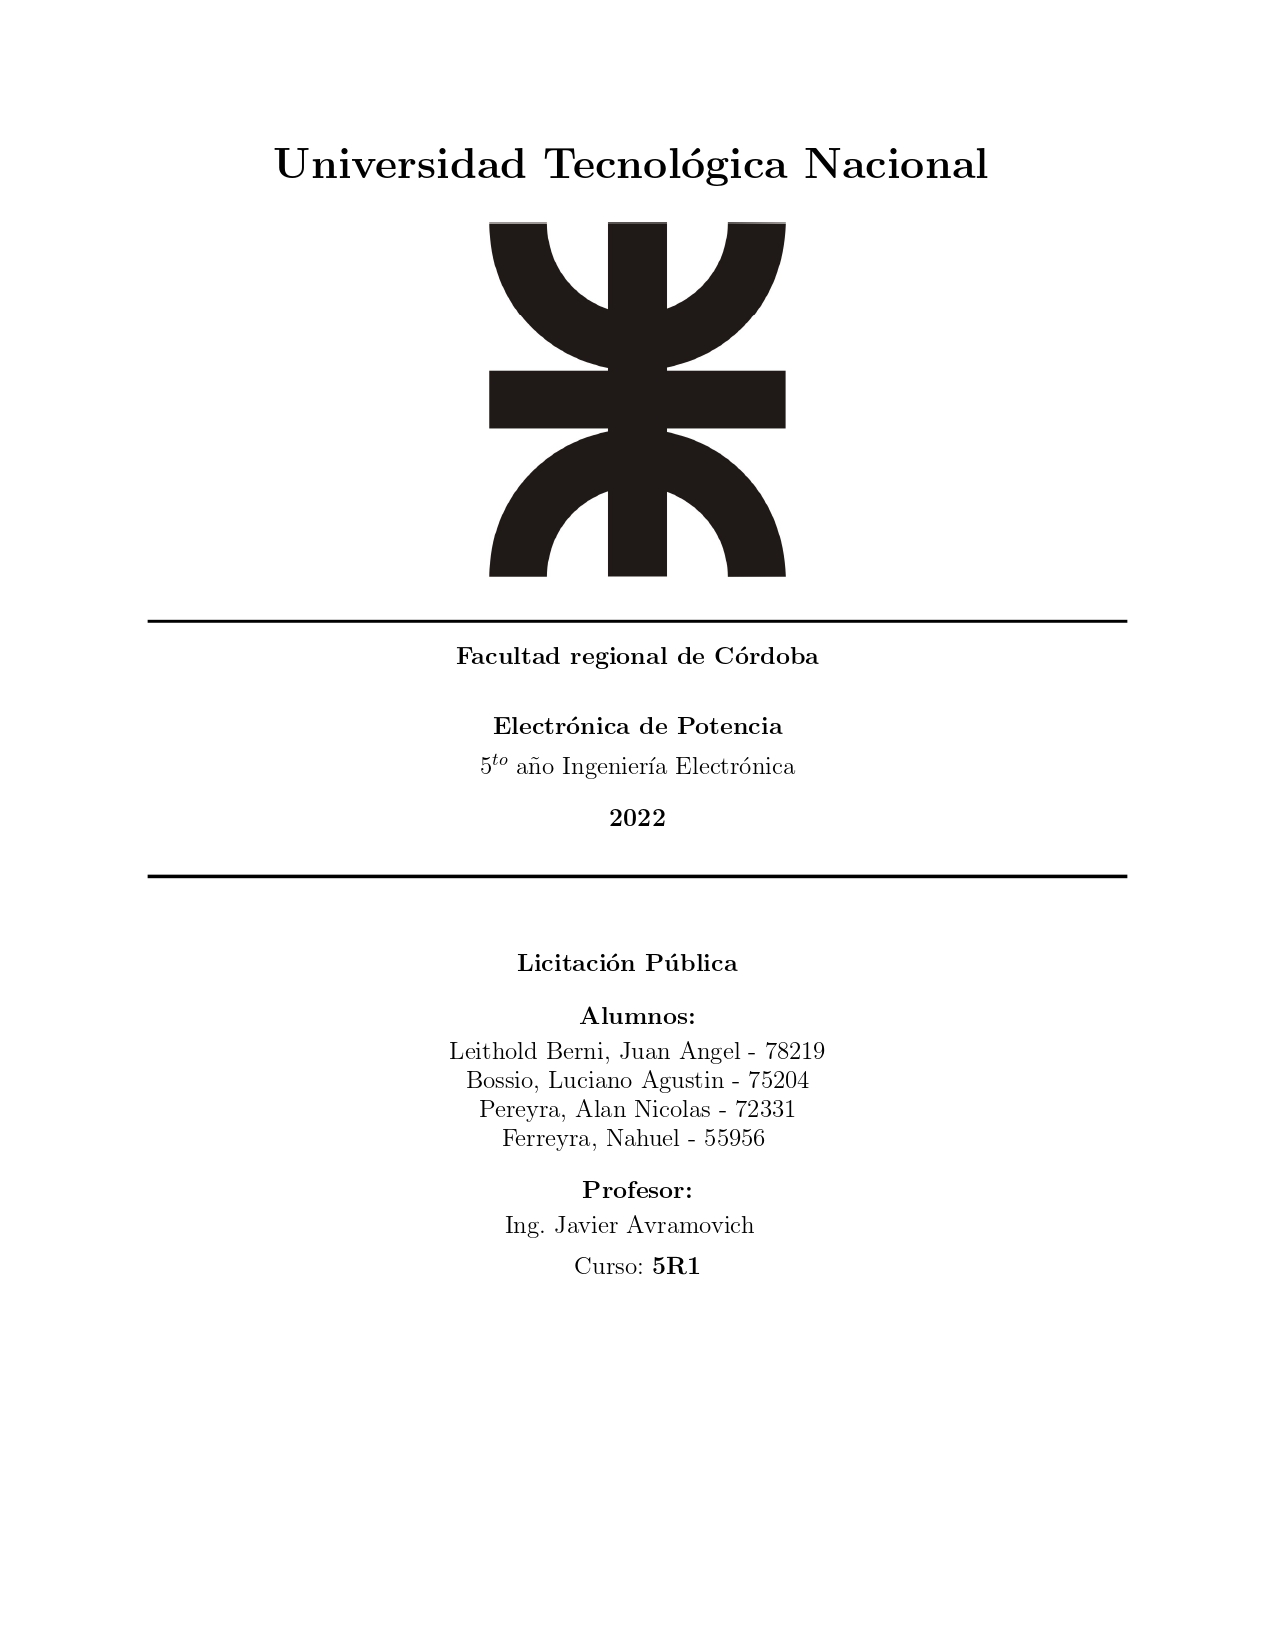 Universidad Tecnológica Nacional
Facultad regional de Córdoba
Electrónica de Potencia
5to año Ingeniería Electrónica
2022
Licitación Pública
Alumnos:
Leithold Berni, Juan Angel - 78219
Bossio, Luciano Agustin - 75204
Pereyra, Alan Nicolas - 72331
Ferreyra, Nahuel - 55956
Profesor:
Ing. Javier Avramovich
Curso: 5R1